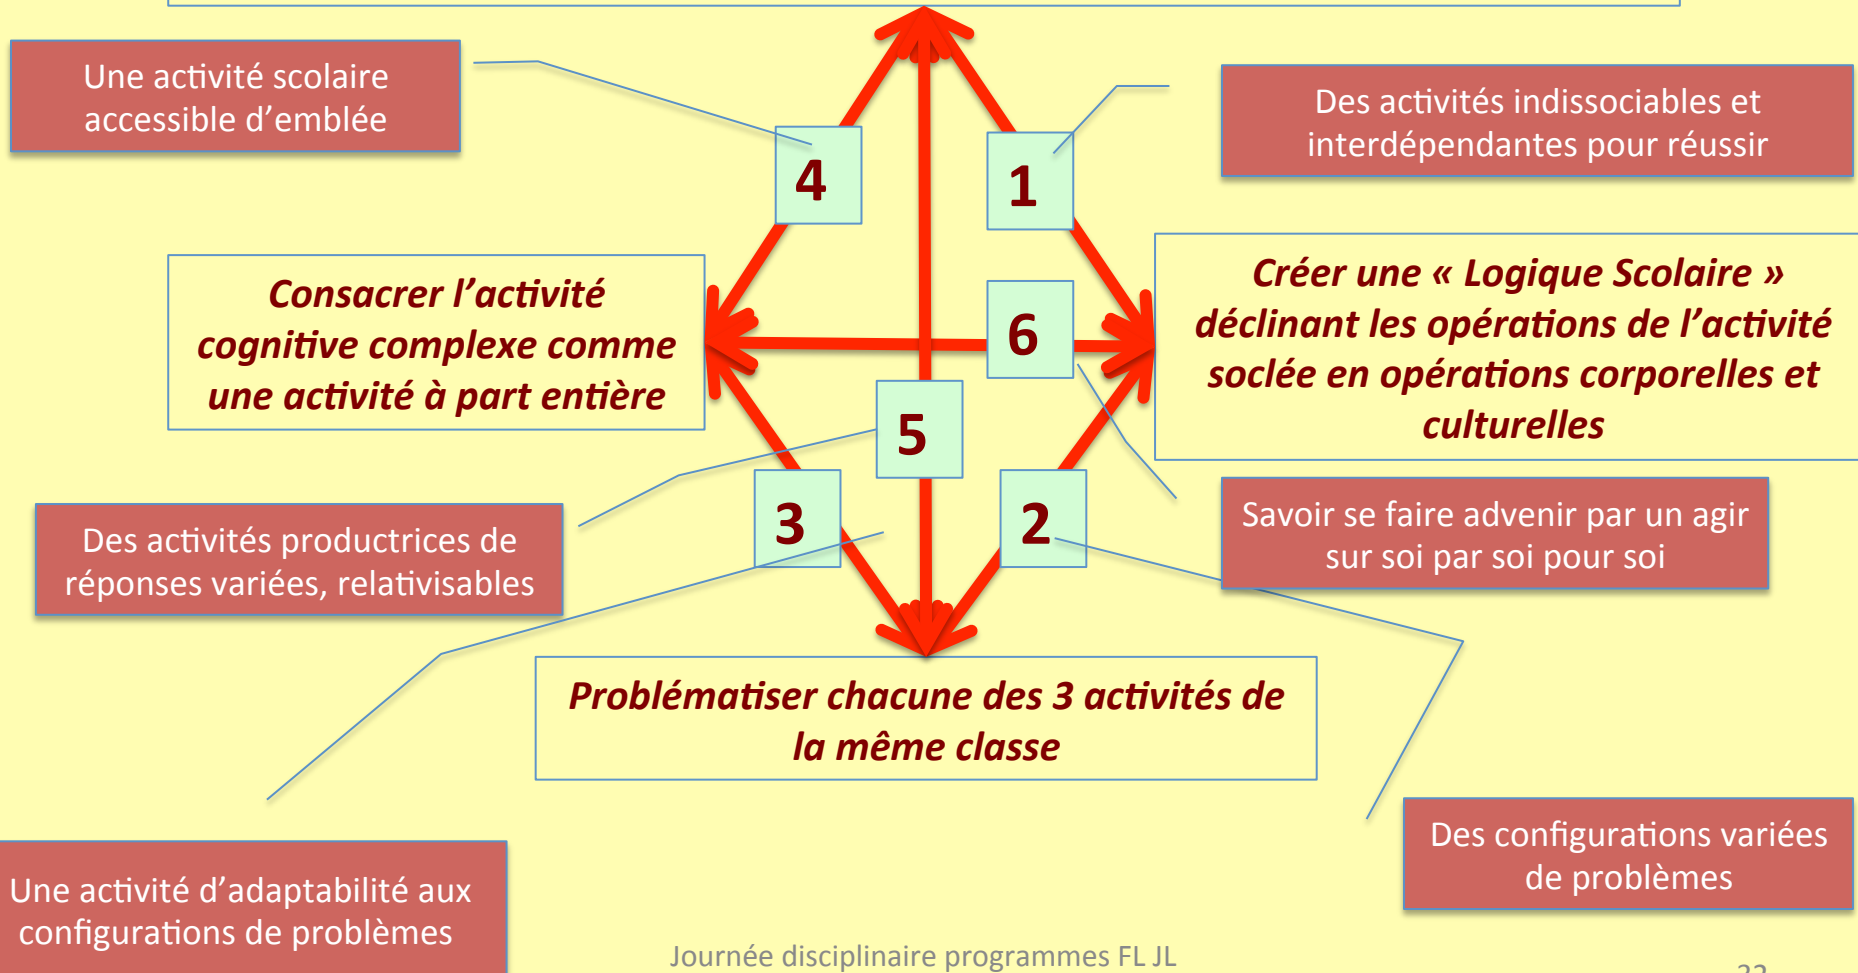 Une activité scolaire
accessible d’emblée
Des activités indissociables et
interdépendantes pour réussir
4
1
Consacrer l’activité
cognitive complexe comme
une activité à part entière
6
Créer une « Logique Scolaire »
déclinant les opérations de l’activité
soclée en opérations corporelles et
culturelles
5
3
2
Des activités productrices de
réponses variées, relativisables
Savoir se faire advenir par un agir
sur soi par soi pour soi
Problématiser chacune des 3 activités de
la même classe
Une activité d’adaptabilité aux
configurations de problèmes
Des configurations variées
de problèmes
Journée disciplinaire programmes FL JL